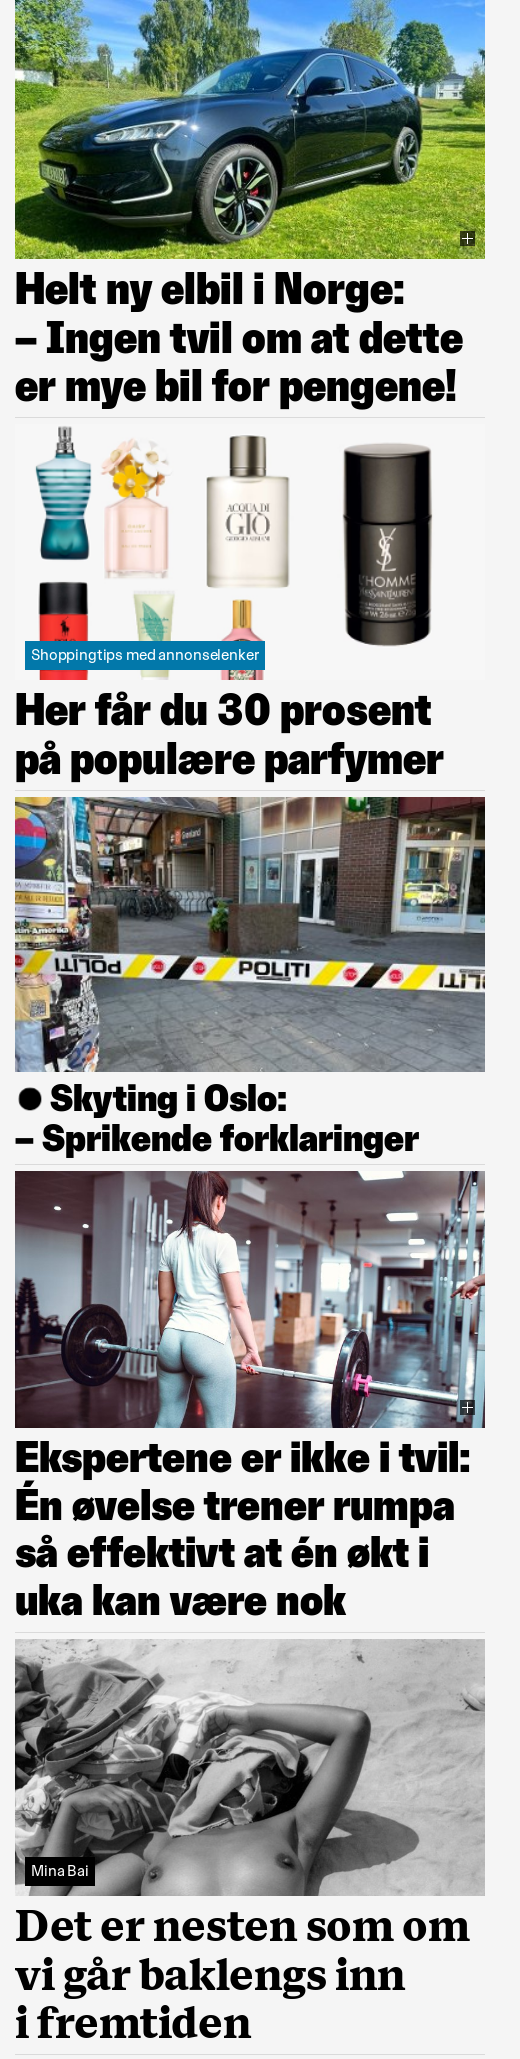 Helt ny elbil i Norge:
– Ingen tvil om at dette
er mye bil for pengene!
ACQUA DI
GIÒ
GIORGIO ARMANI
YSL
L'HOMME
YVES SAINT LAURENT
Shoppingtips med annonselenker
Her får du 30 prosent
på populære parfymer
Grønland
POLITI
POLITI
POLITI
Skyting i Oslo:
– Sprikende forklaringer
Ekspertene er ikke i tvil:
Én øvelse trener rumpa
så effektivt at én økt i
uka kan være nok
Mina Bai
Det er nesten som om
vi går baklengs inn
i fremtiden